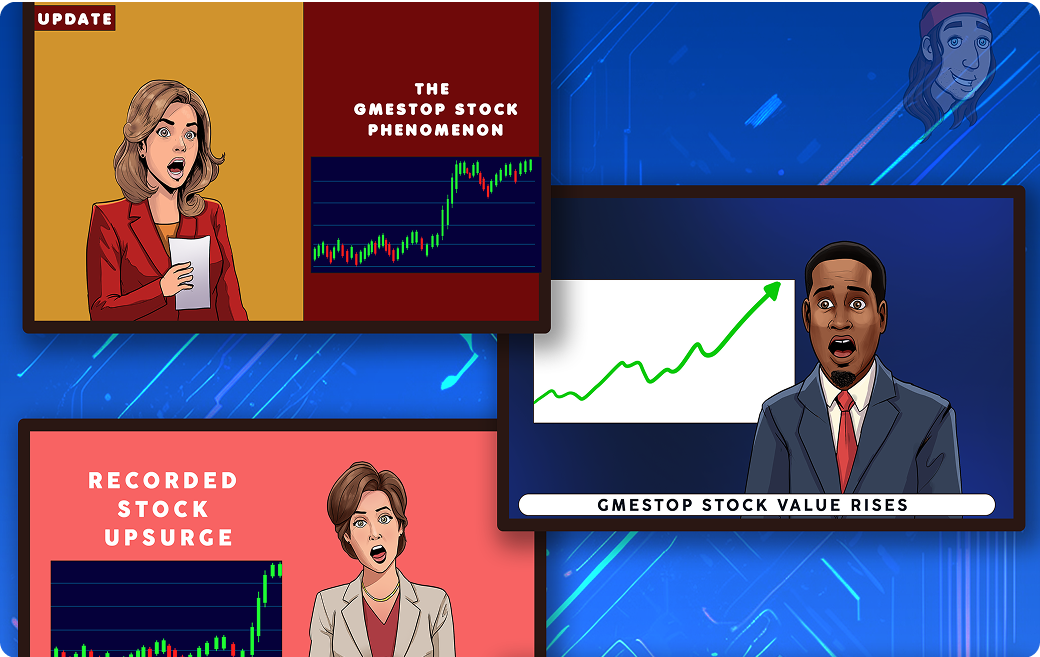 UPDATE
THE
GMESTOP STOCK
PHENOMENON
GMESTOP STOCK VALUE RISES
RECORDED
STOCK
UPSURGE